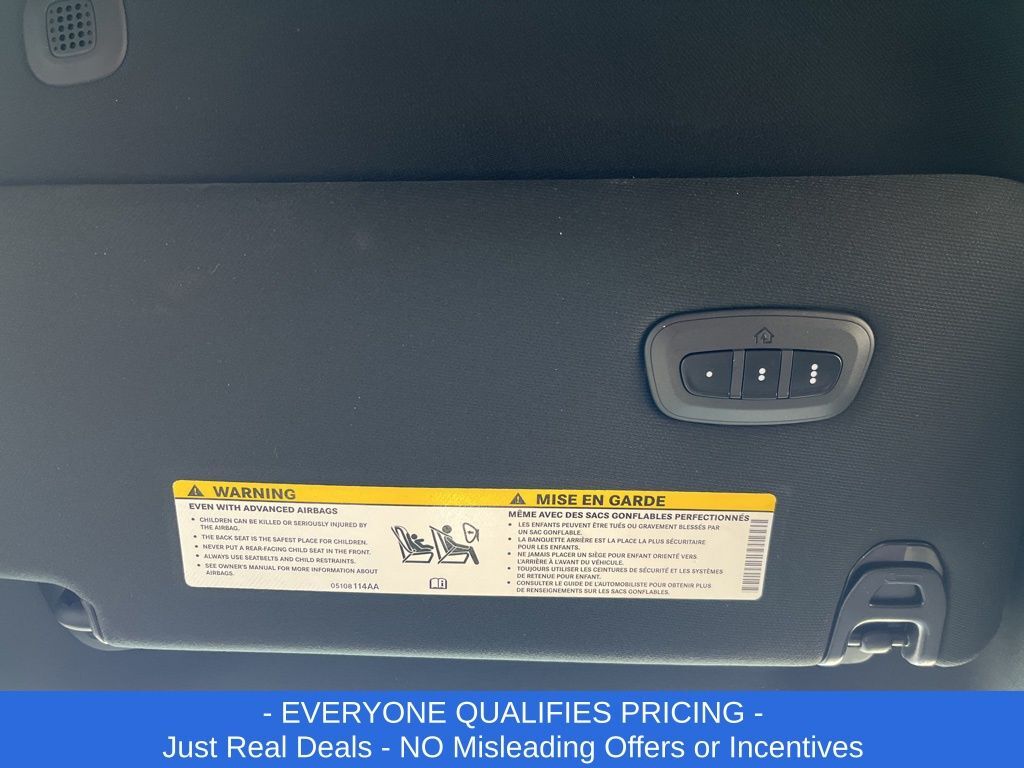 WARNING
EVEN WITH ADVANCED AIRBAGS
• CHILDREN CAN BE KILLED OR SERIOUSLY INJURED BY
THE AIRBAG.
• THE BACK SEAT IS THE SAFEST PLACE FOR CHILDREN.
• NEVER PUT A REAR-FACING CHILD SEAT IN THE FRONT.
• ALWAYS USE SEATBELTS AND CHILD RESTRAINTS.
• SEE OWNER'S MANUAL FOR MORE INFORMATION ABOUT
AIRBAGS.
05108114AA
MISE EN GARDE
MÊME AVEC DES SACS GONFLABLES PERFECTIONNÉS
• LES ENFANTS PEUVENT ÊTRE TUÉS OU GRAVEMENT BLESSÉS PAR
UN SAC GONFLABLE.
• LA BANQUETTE ARRIÈRE EST LA PLACE LA PLUS SÉCURITAIRE
POUR LES ENFANTS.
• NE JAMAIS PLACER UN SIÈGE POUR ENFANT ORIENTÉ VERS
L'ARRIÈRE À L'AVANT DU VÉHICULE.
• TOUJOURS UTILISER LES CEINTURES DE SÉCURITÉ ET LES SYSTÈMES
DE RETENUE POUR ENFANT.
• CONSULTER LE GUIDE DE L'AUTOMOBILISTE POUR OBTENIR PLUS
DE RENSEIGNEMENTS SUR LES SACS GONFLABLES.
- EVERYONE QUALIFIES PRICING -
Just Real Deals - NO Misleading Offers or Incentives